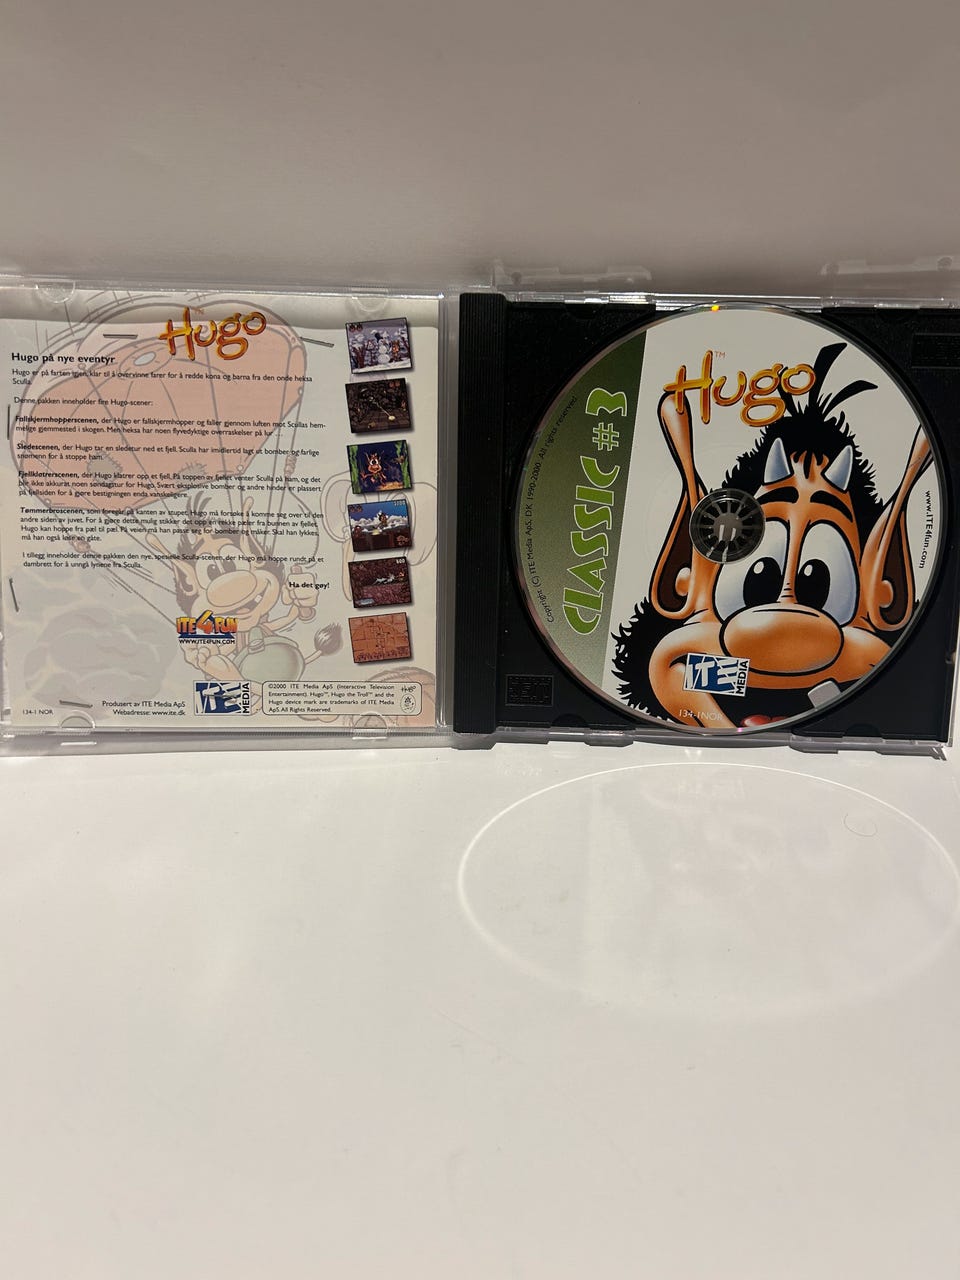 Hugo
Hugo på nye eventyr
Hugo er på farten igjen, klar til å overvinne farer for å redde kona og barna fra den onde heksa
Sculla.
Denne pakken inneholder fire Hugo-scener:
Fallskjermhopperscenen, der Hugo er fallskjermhopper og faller gjennom luften mot Scullas hem-
melige gjemmested i skogen. Men heksa har noen flyvedyktige overraskelser på lur ...
Sledescenen, der Hugo tar en sledetur ned et fjell. Sculla har imidlertid lagt ut bomber og farlige
snømenn for å stoppe ham.
Fjellklatrerscenen, der Hugo klatrer opp et fjell. På toppen av fjellet venter Sculla på ham, og det
blir ikke akkurat noen søndagstur for Hugo. Svært eksplosive bomber og andre hinder er plassert
på fjellsiden for å gjøre bestigningen enda vanskeligere.
Tømmerbroscenen, som foregår på kanten av stupet. Hugo må forsøke å komme seg over til den
andre siden av juvet. For å gjøre dette mulig stikker det opp en rekke pæler fra bunnen av fjellet.
Hugo kan hoppe fra pæl til pæl. På veien må han passe seg for bomber og måker. Skal han lykkes,
må han også løse en gåte.
I tillegg inneholder denne pakken den nye, spesielle Sculla-scenen, der Hugo må hoppe rundt på et
dambrett for å unngå lynene fra Sculla.
Ha det gøy!
ITE 4 FUN
WWW.ITE4FUN.COM
Produsert av ITE Media ApS
Webadresse: www.ite.dk
ITE MEDIA
©2000 ITE Media ApS (Interactive Television
Entertainment). Hugo™, Hugo the Troll™ and the
Hugo device mark are trademarks of ITE Media
ApS. All Rights Reserved.
Hugo
134-1 NOR
Hugo™
CLASSIC #3
Copyright (C) ITE Media ApS, DK 1990-2000. All rights reserved.
www.ITE4fun.com
ITE MEDIA
134-1NOR